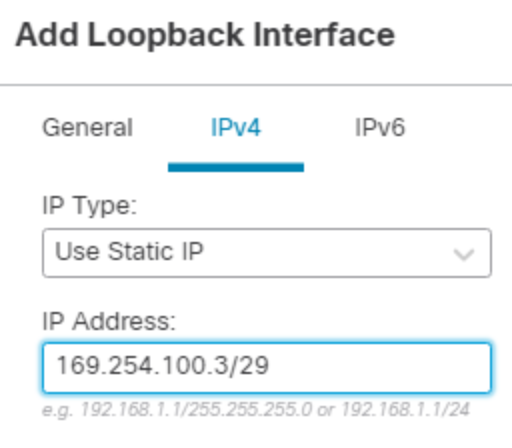 Add Loopback Interface
General IPv4 IPv6
IP Type:
Use Static IP
IP Address:
169.254.100.3/29
e.g. 192.168.1.1/255.255.255.0 or 192.168.1.1/24